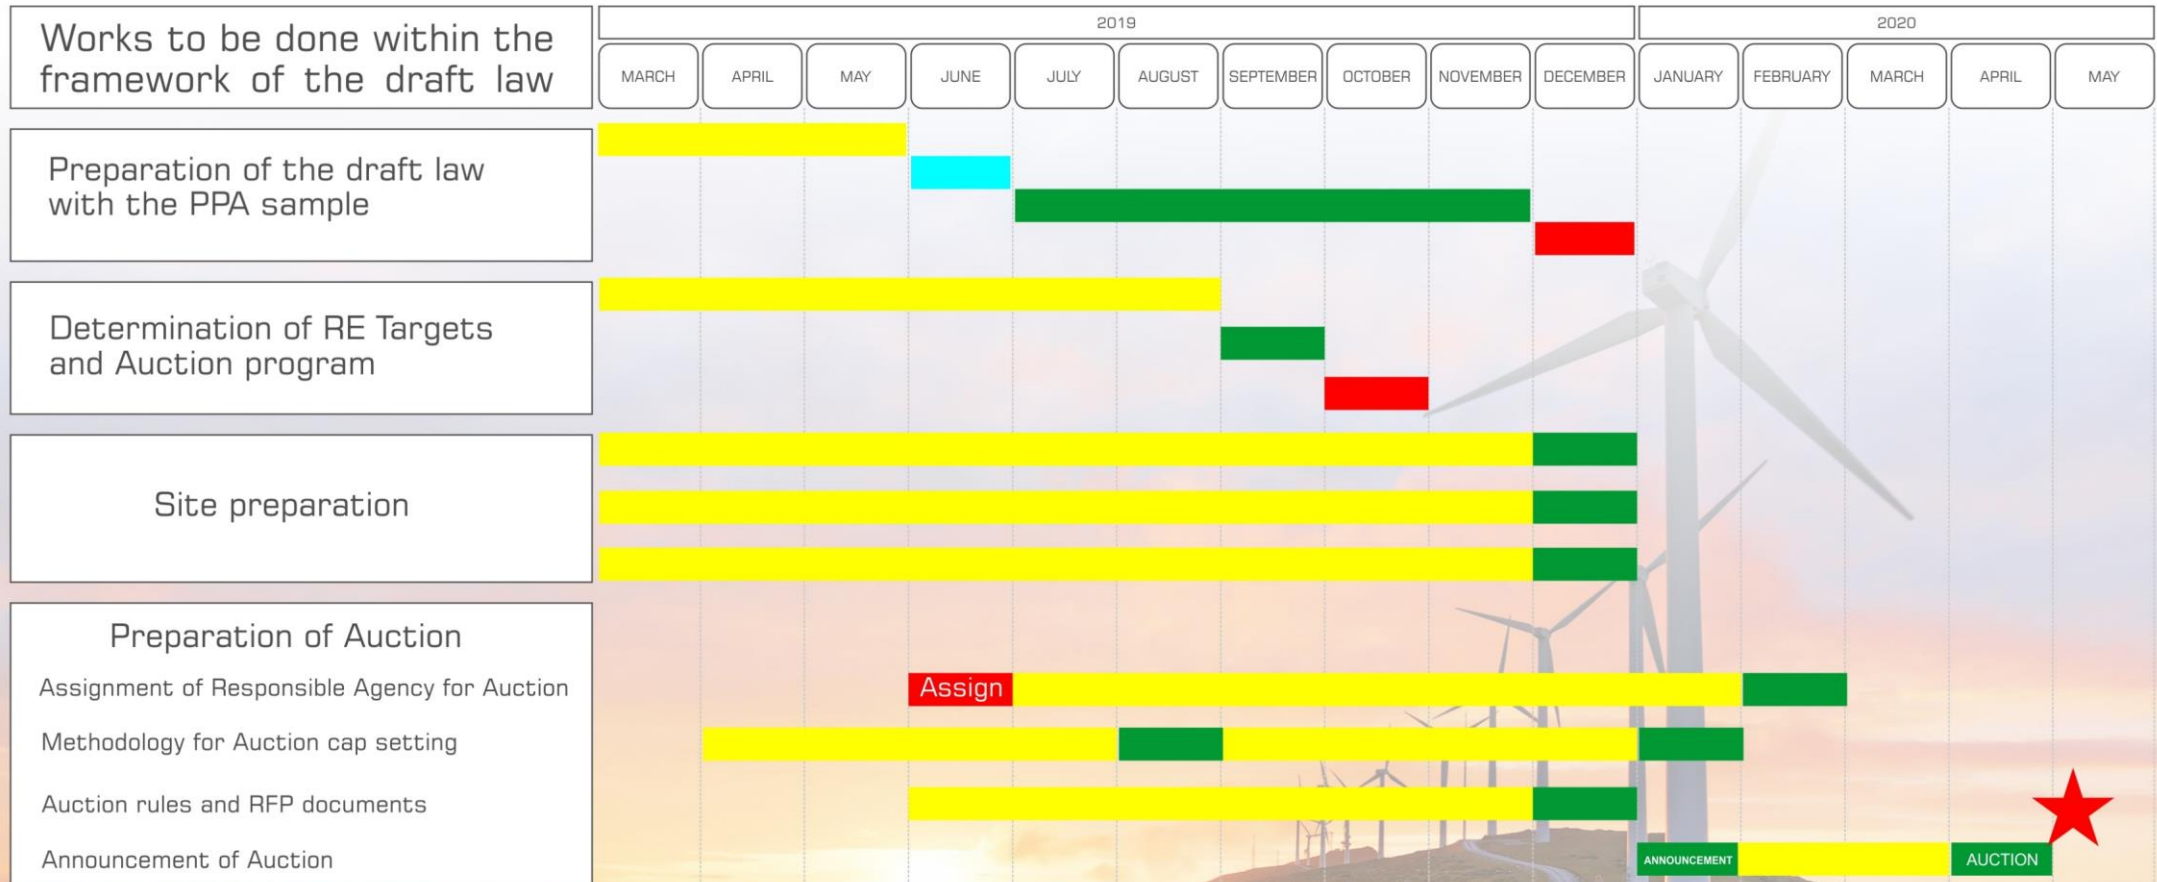 Works to be done within the
framework of the draft law
2019
2020
MARCH
APRIL
MAY
JUNE
JULY
AUGUST
SEPTEMBER
OCTOBER
NOVEMBER
DECEMBER
JANUARY
FEBRUARY
MARCH
APRIL
MAY
Preparation of the draft law
with the PPA sample
Determination of RE Targets
and Auction program
Site preparation
Preparation of Auction
Assignment of Responsible Agency for Auction
Assign
Methodology for Auction cap setting
Auction rules and RFP documents
Announcement of Auction
ANNOUNCEMENT
AUCTION